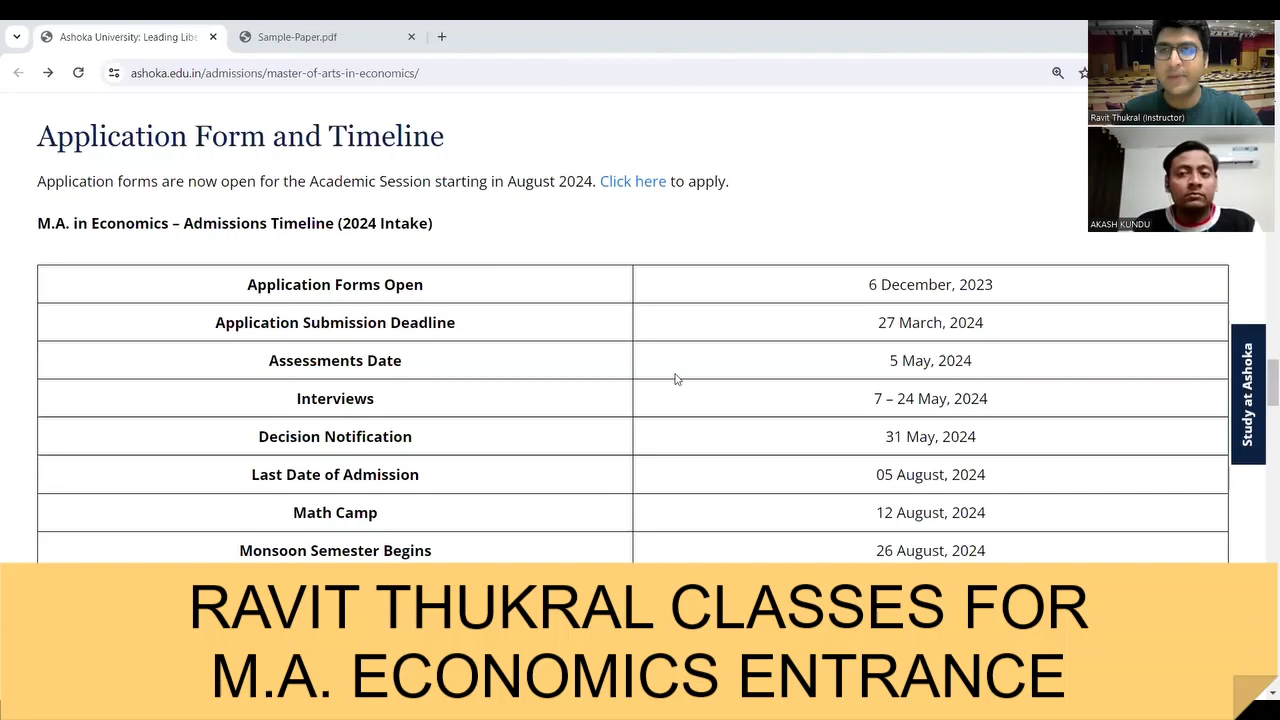 Ashoka University: Leading Libe
Sample-Paper.pdf
ashoka.edu.in/admissions/master-of-arts-in-economics/
Ravit Thukral (Instructor)
AKASH KUNDU
Application Form and Timeline
Application forms are now open for the Academic Session starting in August 2024. Click here to apply.
M.A. in Economics – Admissions Timeline (2024 Intake)
Application Forms Open 6 December, 2023
Application Submission Deadline 27 March, 2024
Assessments Date 5 May, 2024
Interviews 7 – 24 May, 2024
Decision Notification 31 May, 2024
Last Date of Admission 05 August, 2024
Math Camp 12 August, 2024
Monsoon Semester Begins 26 August, 2024
Study at Ashoka
RAVIT THUKRAL CLASSES FOR
M.A. ECONOMICS ENTRANCE